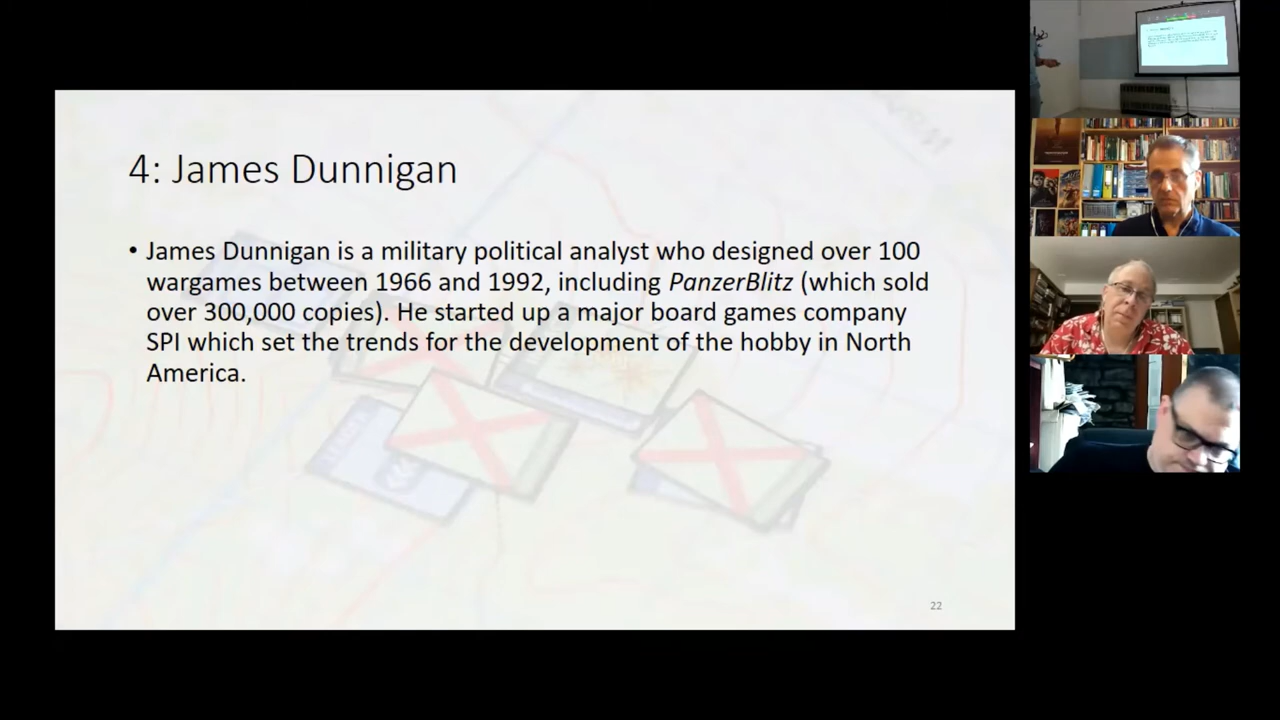 4: James Dunnigan
• James Dunnigan is a military political analyst who designed over 100
wargames between 1966 and 1992, including PanzerBlitz (which sold
over 300,000 copies). He started up a major board games company
SPI which set the trends for the development of the hobby in North
America.
22